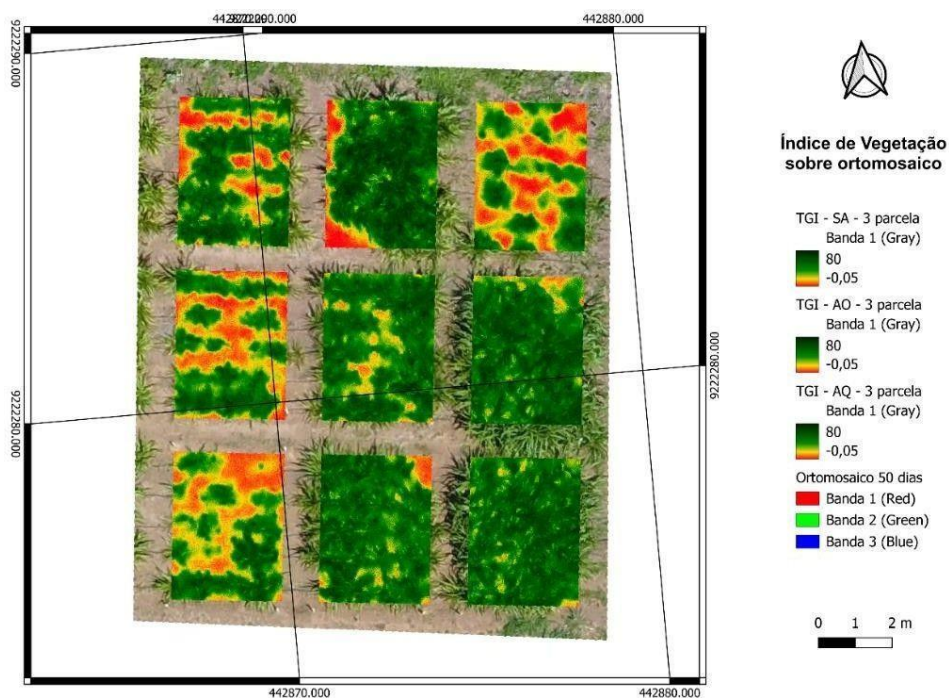 442870.000
442880.000
9222290.000
9222280.000
9222280.000
442870.000
442880.000
Índice de Vegetação
sobre ortomosaico
TGI - SA - 3 parcela
Banda 1 (Gray)
80
-0,05
TGI - AO - 3 parcela
Banda 1 (Gray)
80
-0,05
TGI - AQ - 3 parcela
Banda 1 (Gray)
80
-0,05
Ortomosaico 50 dias
Banda 1 (Red)
Banda 2 (Green)
Banda 3 (Blue)
0 1 2 m